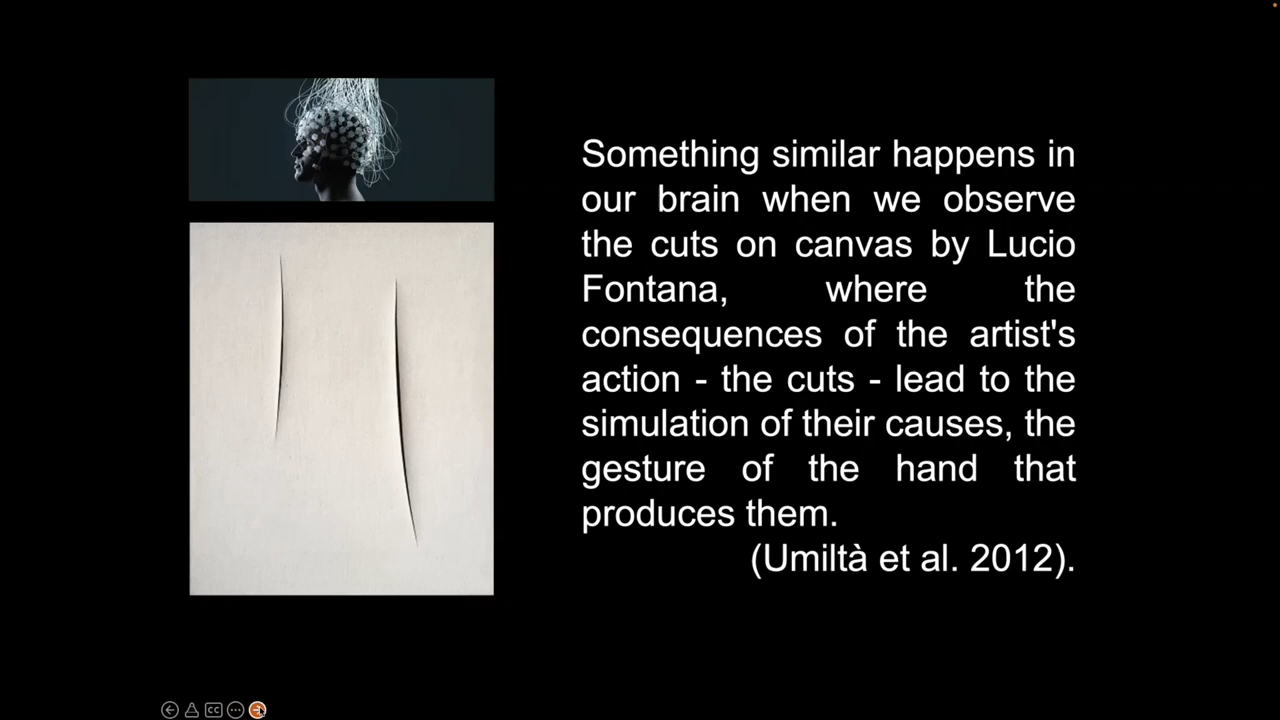 Something similar happens in
our brain when we observe
the cuts on canvas by Lucio
Fontana, where the
consequences of the artist's
action - the cuts - lead to the
simulation of their causes, the
gesture of the hand that
produces them.
(Umiltà et al. 2012).
CC